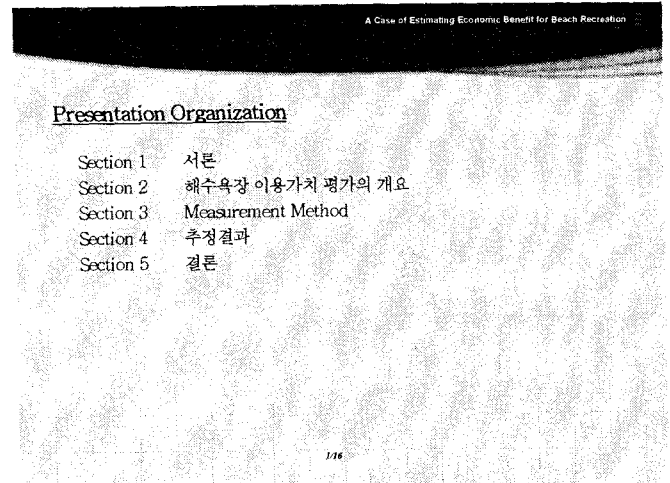 A Case of Estimating Economic Benefit for Beach Recreation
Presentation Organization
Section 1 서론
Section 2 해수욕장 이용가치 평가의 개요
Section 3 Measurement Method
Section 4 추정결과
Section 5 결론
1/16